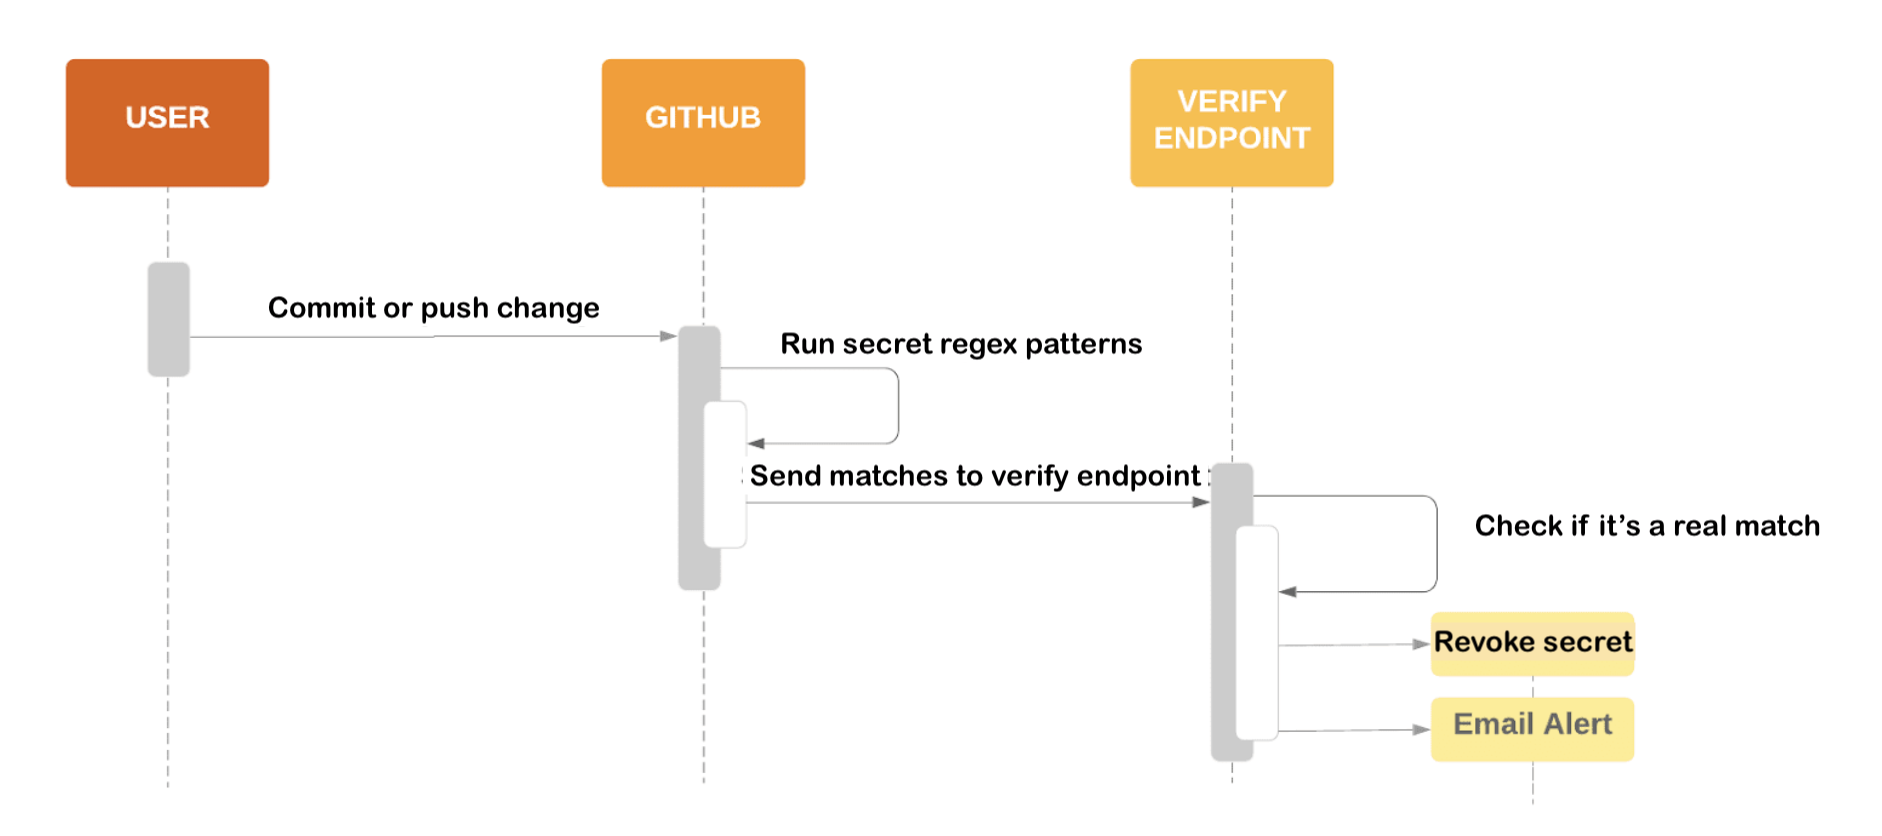 USER
GITHUB
VERIFY
ENDPOINT
Commit or push change
Run secret regex patterns
Send matches to verify endpoint
Check if it’s a real match
Revoke secret
Email Alert